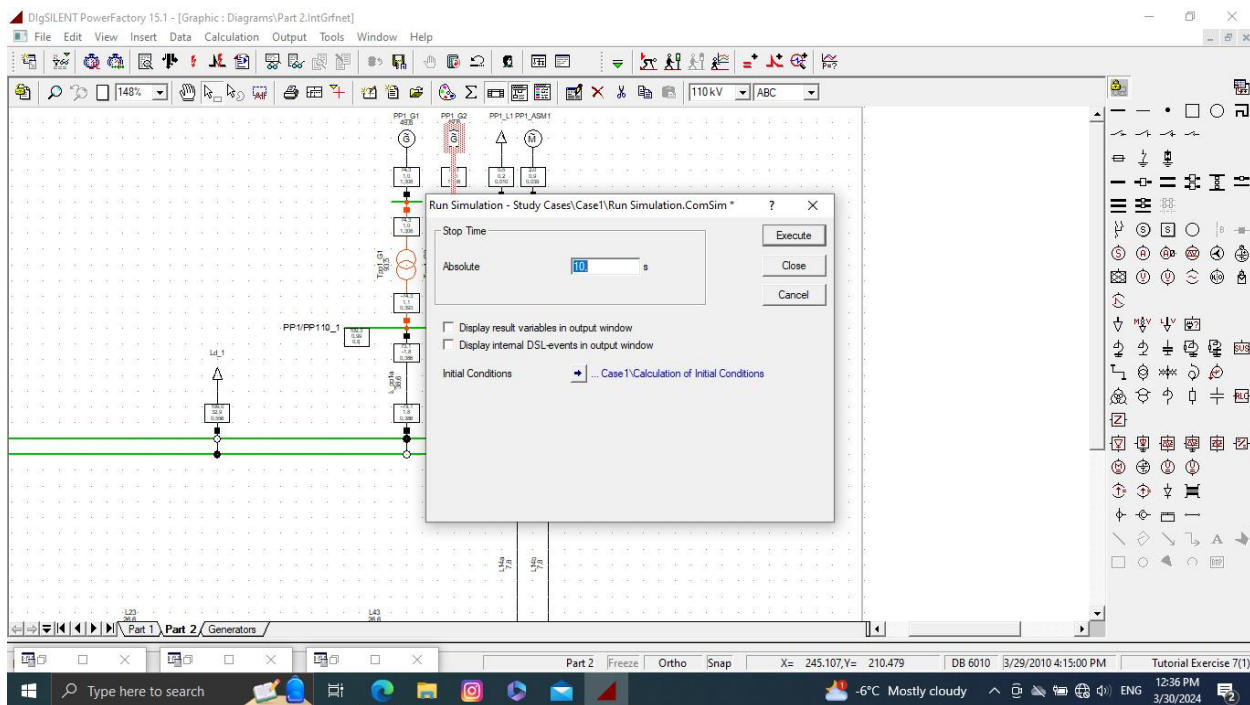 DIgSILENT PowerFactory 15.1 - [Graphic : Diagrams\Part 2.IntGrfnet]
File Edit View Insert Data Calculation Output Tools Window Help
148% 110 kV ABC
PP1_G1 PP1_G2 PP1_L1 PP1_ASM1
Run Simulation - Study Cases\Case1\Run Simulation.ComSim * ?
Stop Time
Execute
Absolute 10, s
Close
Cancel
Display result variables in output window
Display internal DSL-events in output window
Initial Conditions ... Case1\Calculation of Initial Conditions
PP1/PP110_1
Ld_1
L23
L43
Part 1 Part 2 Generators
Part 2 Freeze Ortho Snap X= 245.107,Y= 210.479 DB 6010 3/29/2010 4:15:00 PM Tutorial Exercise 7(1)
Type here to search
-6°C Mostly cloudy ENG
12:36 PM
3/30/2024